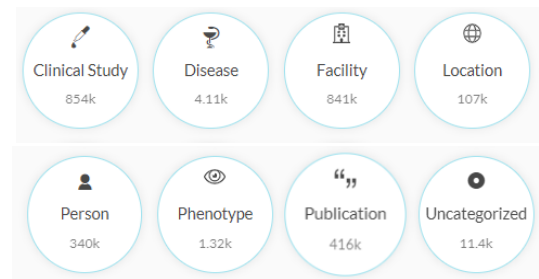 Clinical Study Disease Facility Location
854k 4.11k 841k 107k
Person Phenotype Publication Uncategorized
340k 1.32k 416k 11.4k